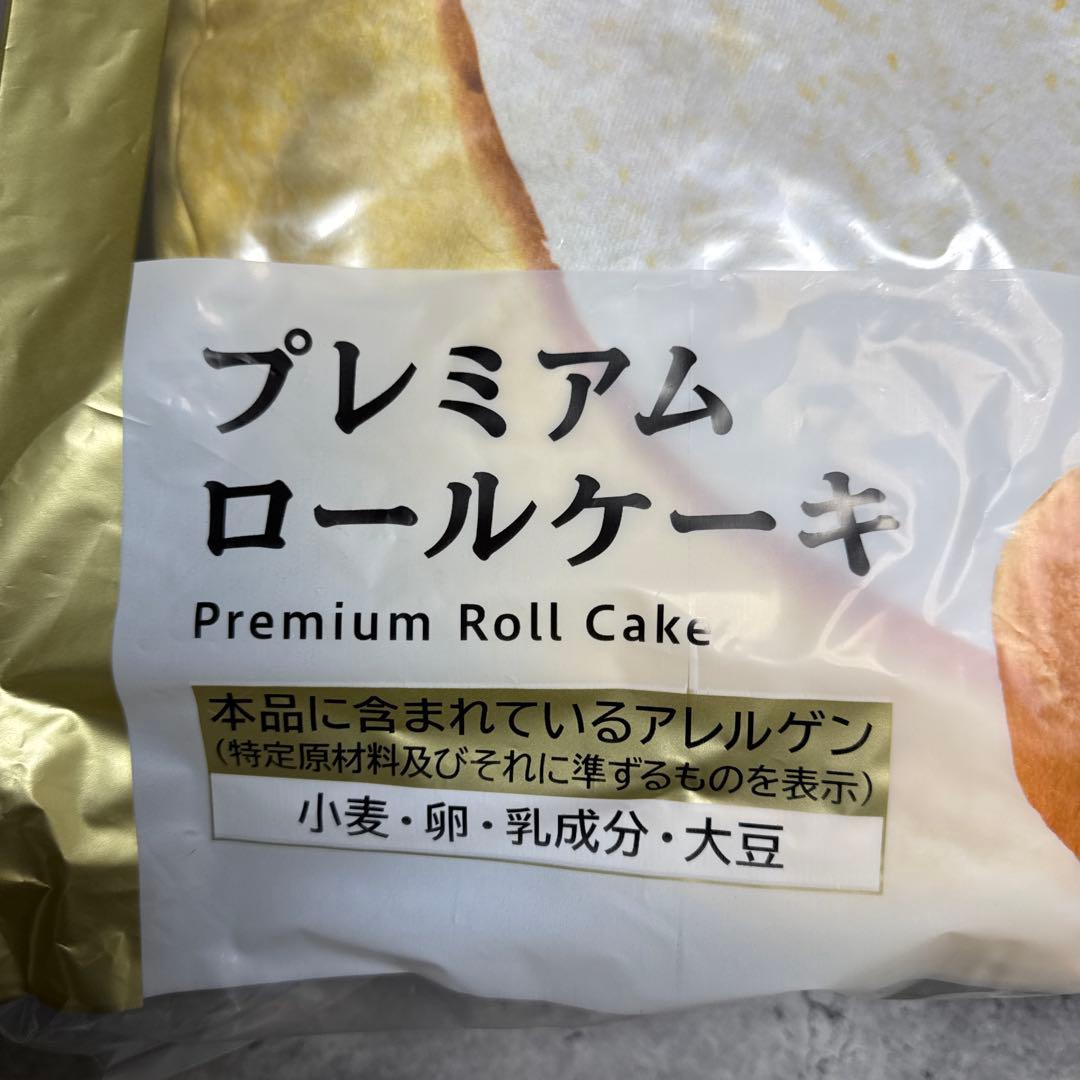 プレミアム
ロールケーキ
Premium Roll Cake
本品に含まれているアレルゲン
（特定原材料及びそれに準ずるものを表示）
小麦・卵・乳成分・大豆